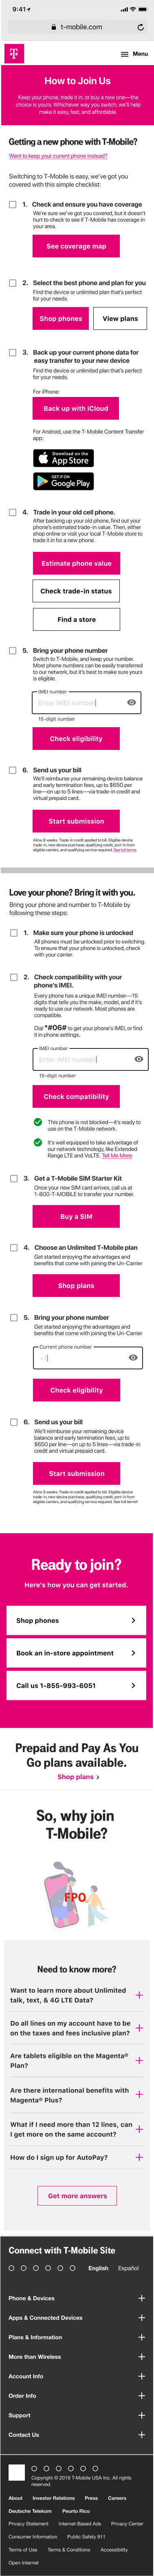 9:41
t-mobile.com
T
Menu
How to Join Us
Keep your phone, trade it in, or buy a new one—the
choice is yours. Whichever way you switch, we'll help
make it easy, fast, and affordable.
Getting a new phone with T-Mobile?
Want to keep your current phone instead?
Switching to T-Mobile is easy, we've got you
covered with this simple checklist:
1. Check and ensure you have coverage
We're sure we've got you covered, but it doesn't
hurt to check to see if T-Mobile has coverage in
your area.
See coverage map
2. Select the best phone and plan for you
Find the device or unlimited plan that's perfect
for your needs.
Shop phones
View plans
3. Back up your current phone data for
easy transfer to your new device
Find the device or unlimited plan that's perfect
for your needs.
For iPhone:
Back up with iCloud
For Android, use the T-Mobile Content Transfer
app:
Download on the
App Store
GET IT ON
Google Play
4. Trade in your old cell phone.
After backing up your old phone, find out your
phone's estimated trade-in value. Then, either
shop online or visit your local T-Mobile store to
trade it in for a new phone.
Estimate phone value
Check trade-in status
Find a store
5. Bring your phone number
Switch to T-Mobile, and keep your number.
Most phone numbers can be easily transferred
to our network, but it's best to make sure yours
is eligible.
IMEI number
Enter IMEI number
15-digit number
Check eligibility
6. Send us your bill
We'll reimburse your remaining device balance
and early termination fees, up to $650 per
line—on up to 5 lines—via trade-in credit and
virtual prepaid card.
Start submission
Allow 8 weeks. Trade-in credit applied to bill. Eligible device
trade-in, new device purchase, qualifying credit, port-in from
eligible carriers, and qualifying service required. See full terms
Love your phone? Bring it with you.
Bring your phone and number to T-Mobile by
following these steps:
1. Make sure your phone is unlocked
All phones must be unlocked prior to switching.
To ensure that your phone is unlocked, check
with your carrier.
2. Check compatibility with your
phone's IMEI.
Every phone has a unique IMEI number—15
digits that tells you the make, model, and if it's
ready to use on our network. Most phones are
compatible.
Dial *#06# to get your phone's IMEI, or find
it in phone settings.
IMEI number
Enter IMEI number
15-digit number
Check compatibility
This phone is not blocked—it's ready to
use on the T-Mobile network.
It's well equipped to take advantage of
our network technology, like Extended
Range LTE and VoLTE. Tell Me More
3. Get a T-Mobile SIM Starter Kit
Once your new SIM card arrives, call us at
1-800-T-MOBILE to transfer your number.
Buy a SIM
4. Choose an Unlimited T-Mobile plan
Get started enjoying the advantages and
benefits that come with joining the Un-Carrier
Shop plans
5. Bring your phone number
Get started enjoying the advantages and
benefits that come with joining the Un-Carrier
Current phone number
Check eligibility
6. Send us your bill
We'll reimburse your remaining device
balance and early termination fees, up to
$650 per line—on up to 5 lines—via trade-in
credit and virtual prepaid card.
Start submission
Allow 8 weeks. Trade-in credit applied to bill. Eligible device
trade-in, new device purchase, qualifying credit, port-in from
eligible carriers, and qualifying service required. See full terms!
Ready to join?
Here's how you can get started.
Shop phones
Book an in-store appointment
Call us 1-855-993-6051
Prepaid and Pay As You
Go plans available.
Shop plans
So, why join
T-Mobile?
FPO
Need to know more?
Want to learn more about Unlimited
talk, text, & 4G LTE Data?
Do all lines on my account have to be
on the taxes and fees inclusive plan?
Are tablets eligible on the Magenta®
Plan?
Are there international benefits with
Magenta® Plus?
What if I need more than 12 lines, can
I get more on the same account?
How do I sign up for AutoPay?
Get more answers
Connect with T-Mobile Site
English Español
Phone & Devices
Apps & Connected Devices
Plans & Information
More than Wireless
Account Info
Order Info
Support
Contact Us
Copyright © 2019 T-Mobile USA Inc. All rights
reserved.
About Investor Relations Press Careers
Deutsche Telekom Peurto Rico
Privacy Statement Internet-Based Ads Privacy Center
Consumer Information Public Safety 911
Terms of Use Terms & Conditions Accessibility
Open Internet